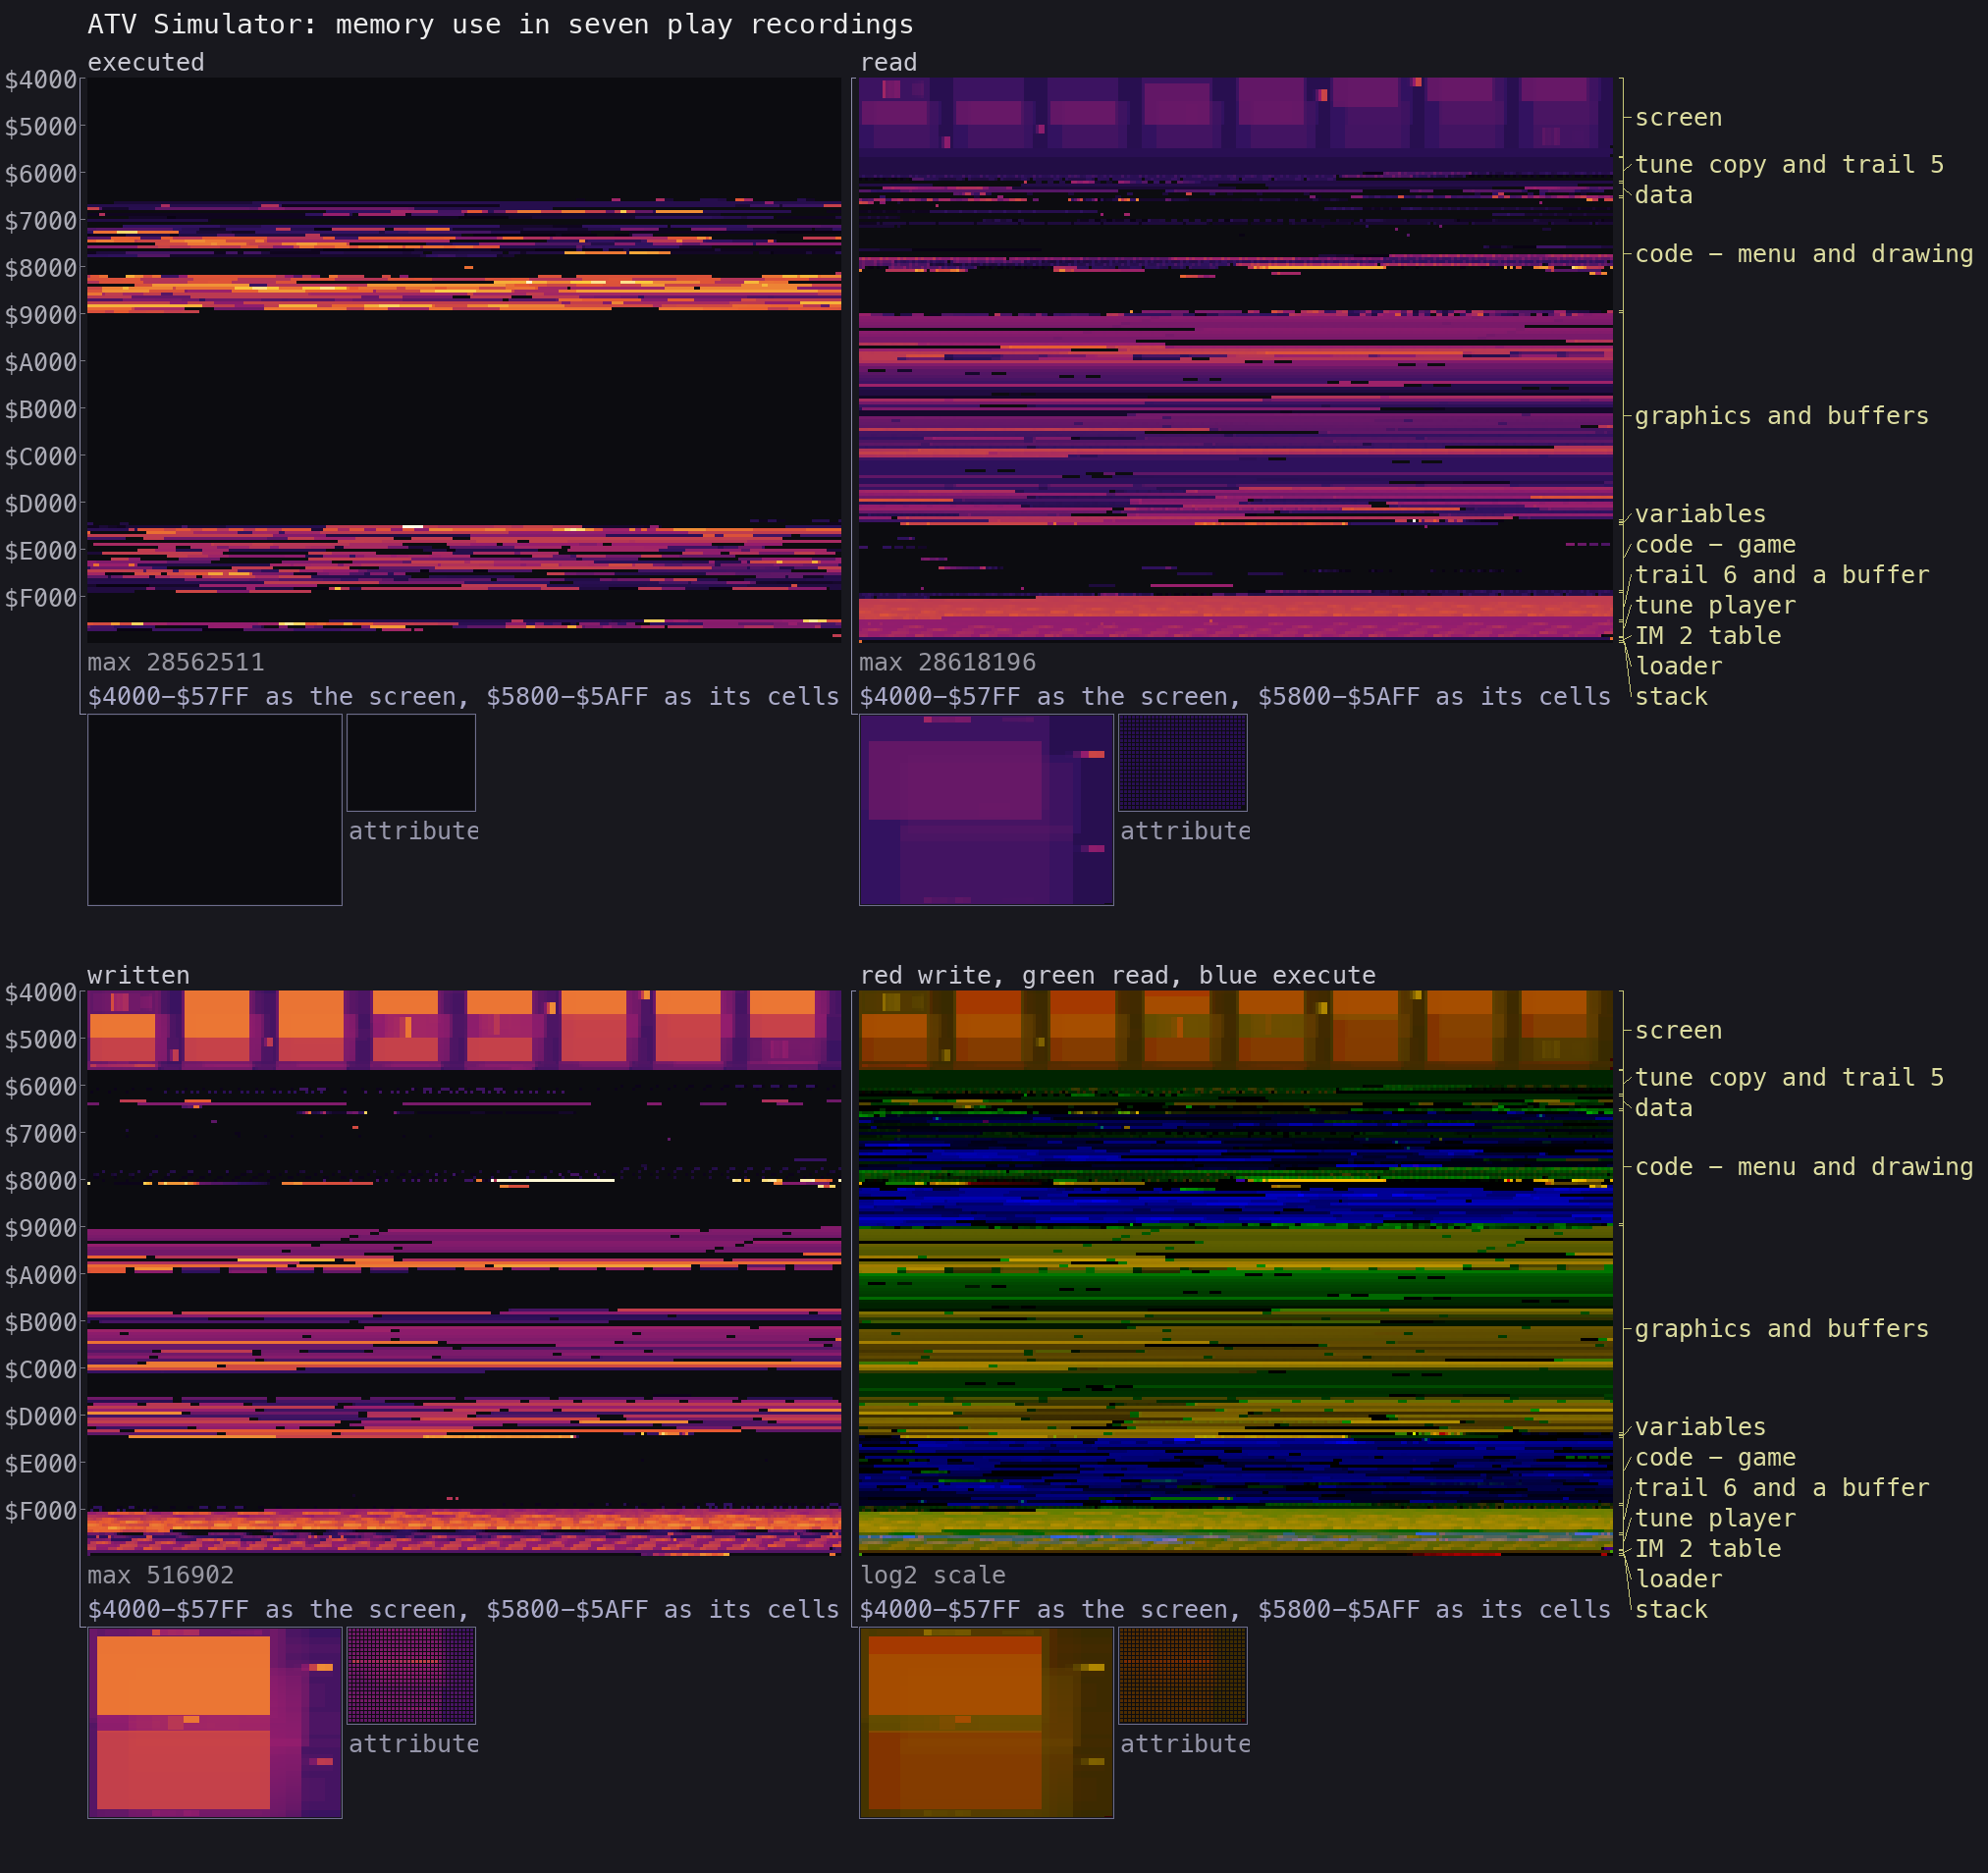 ATV Simulator: memory use in seven play recordings
executed
read
$4000
$5000
$6000
$7000
$8000
$9000
$A000
$B000
$C000
$D000
$E000
$F000
screen
tune copy and trail 5
data
code − menu and drawing
graphics and buffers
variables
code − game
trail 6 and a buffer
tune player
IM 2 table
loader
stack
max 28562511
max 28618196
$4000−$57FF as the screen, $5800−$5AFF as its cells
$4000−$57FF as the screen, $5800−$5AFF as its cells
attribute
attribute
written
red write, green read, blue execute
$4000
$5000
$6000
$7000
$8000
$9000
$A000
$B000
$C000
$D000
$E000
$F000
screen
tune copy and trail 5
data
code − menu and drawing
graphics and buffers
variables
code − game
trail 6 and a buffer
tune player
IM 2 table
loader
stack
max 516902
log2 scale
$4000−$57FF as the screen, $5800−$5AFF as its cells
$4000−$57FF as the screen, $5800−$5AFF as its cells
attribute
attribute